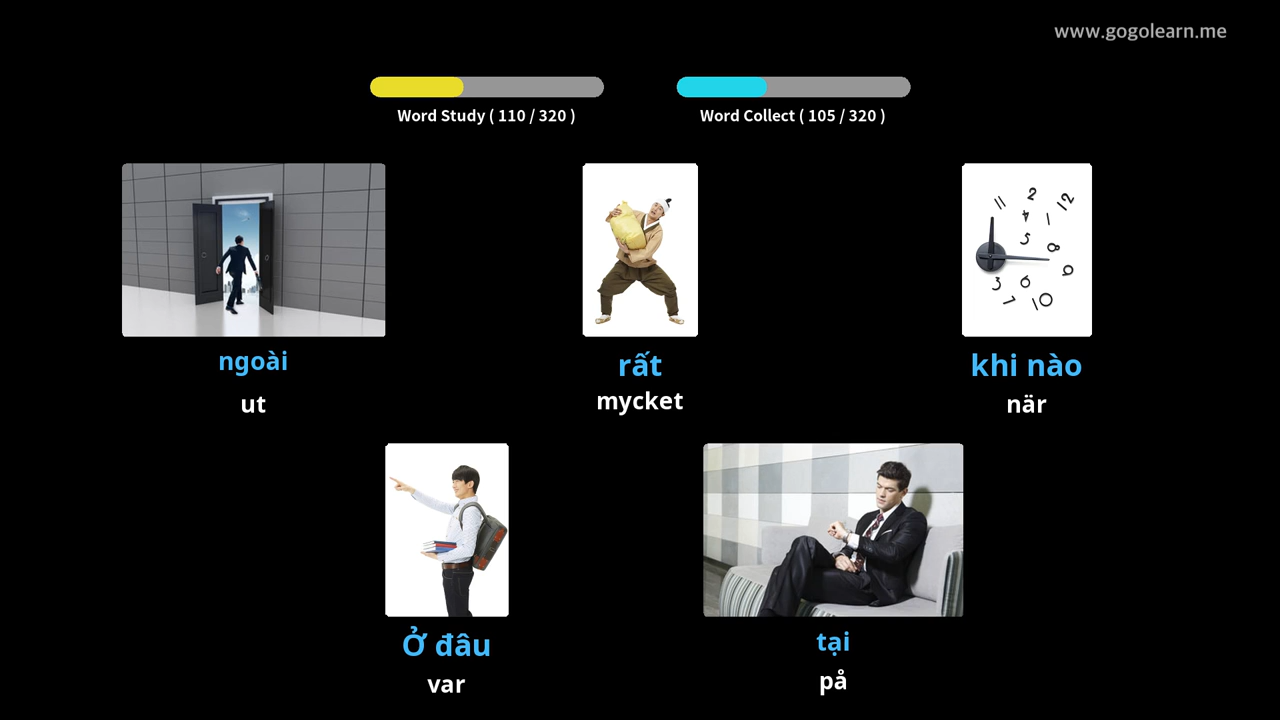 www.gogolearn.me
Word Study ( 110 / 320 )
Word Collect ( 105 / 320 )
ngoài
ut
rất
mycket
khi nào
när
Ở đâu
var
tại
på